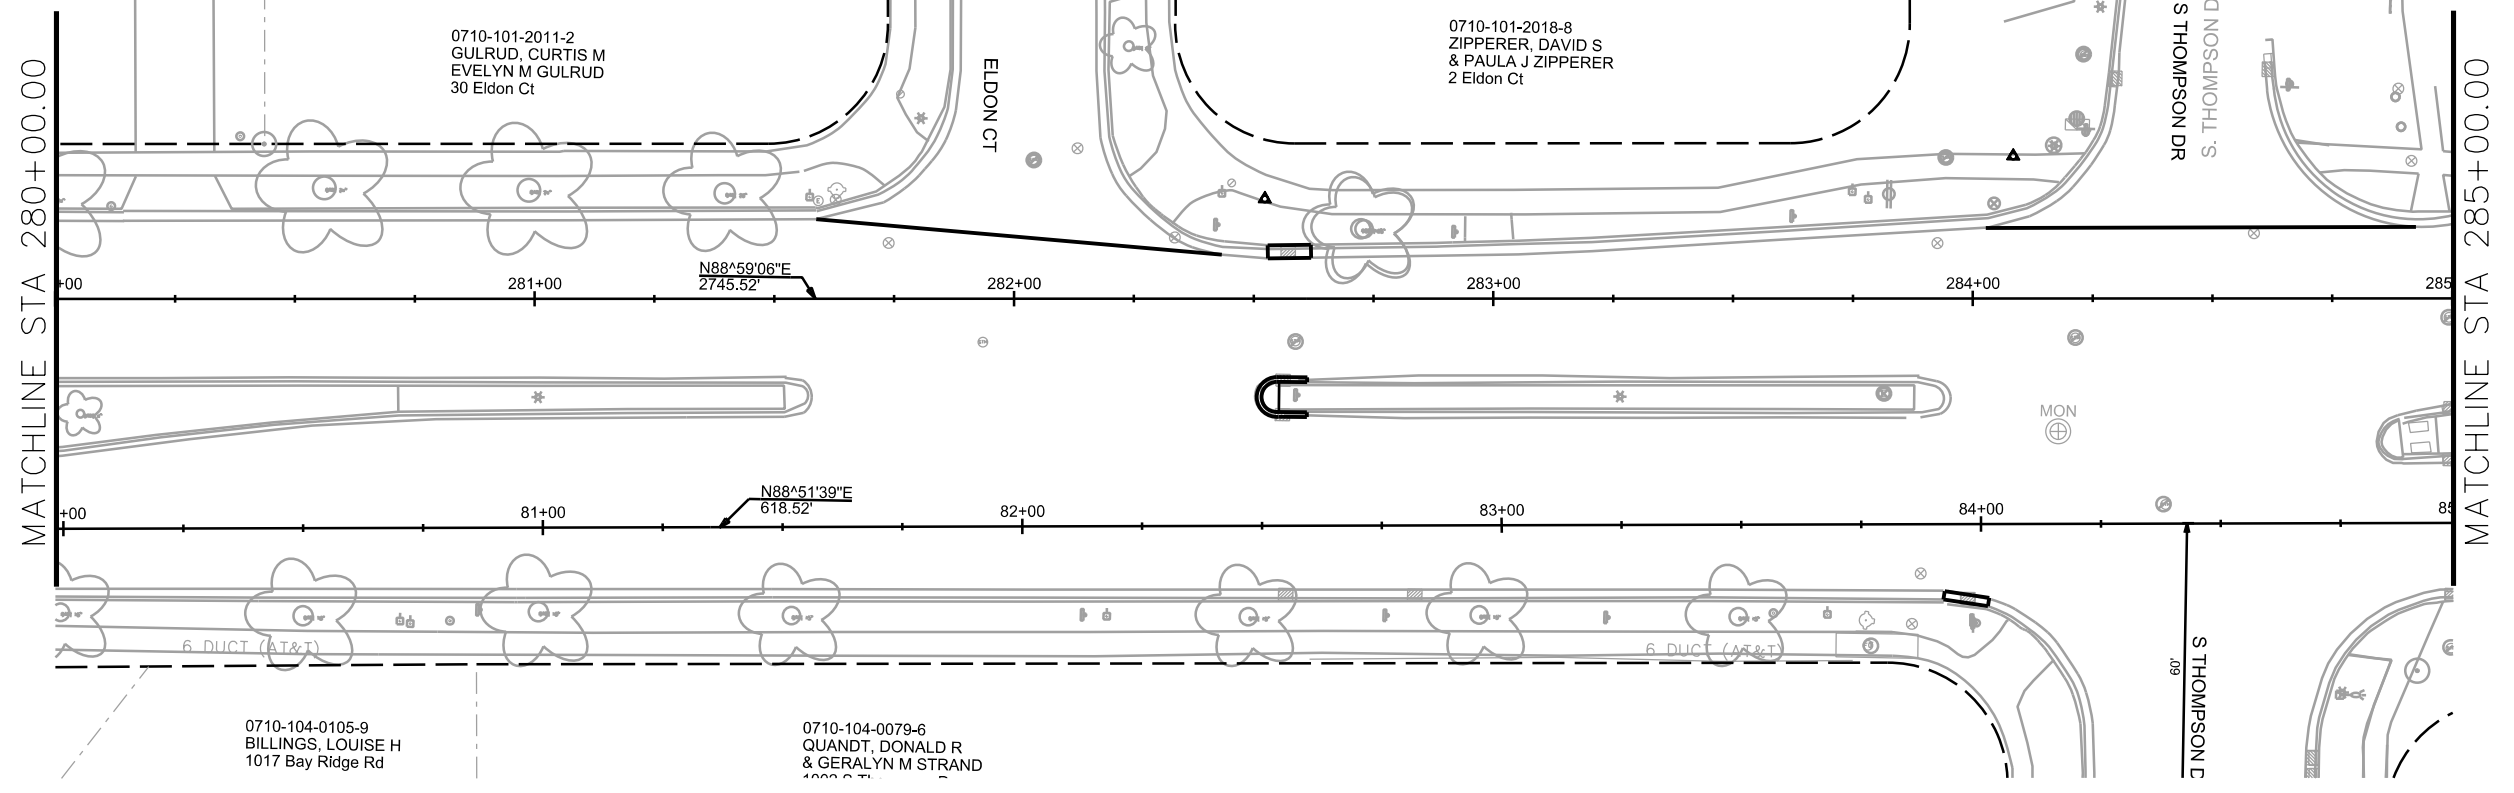 MATCHLINE STA 280+00.00
0710-101-2011-2
GULRUD, CURTIS M
EVELYN M GULRUD
30 Eldon Ct
ELDON CT
0710-101-2018-8
ZIPPERER, DAVID S
& PAULA J ZIPPERER
2 Eldon Ct
S THOMPSON DR
S. THOMPSON D
MATCHLINE STA 285+00.00
N88^59'06"E
2745.52'
+00
281+00
282+00
283+00
284+00
285
MON
N88^51'39"E
618.52'
+00
81+00
82+00
83+00
84+00
85
6 DUCT (AT&T)
6 DUCT (AT&T)
60'
S THOMPSON D
0710-104-0105-9
BILLINGS, LOUISE H
1017 Bay Ridge Rd
0710-104-0079-6
QUANDT, DONALD R
& GERALYN M STRAND